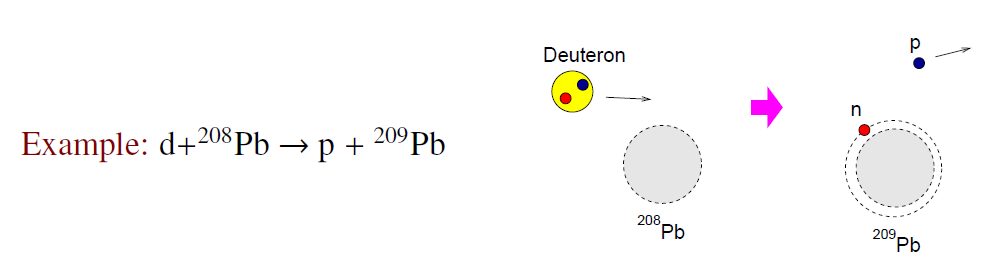 Example: d+²⁰⁸Pb → p + ²⁰⁹Pb
Deuteron
²⁰⁸Pb
p
n
²⁰⁹Pb